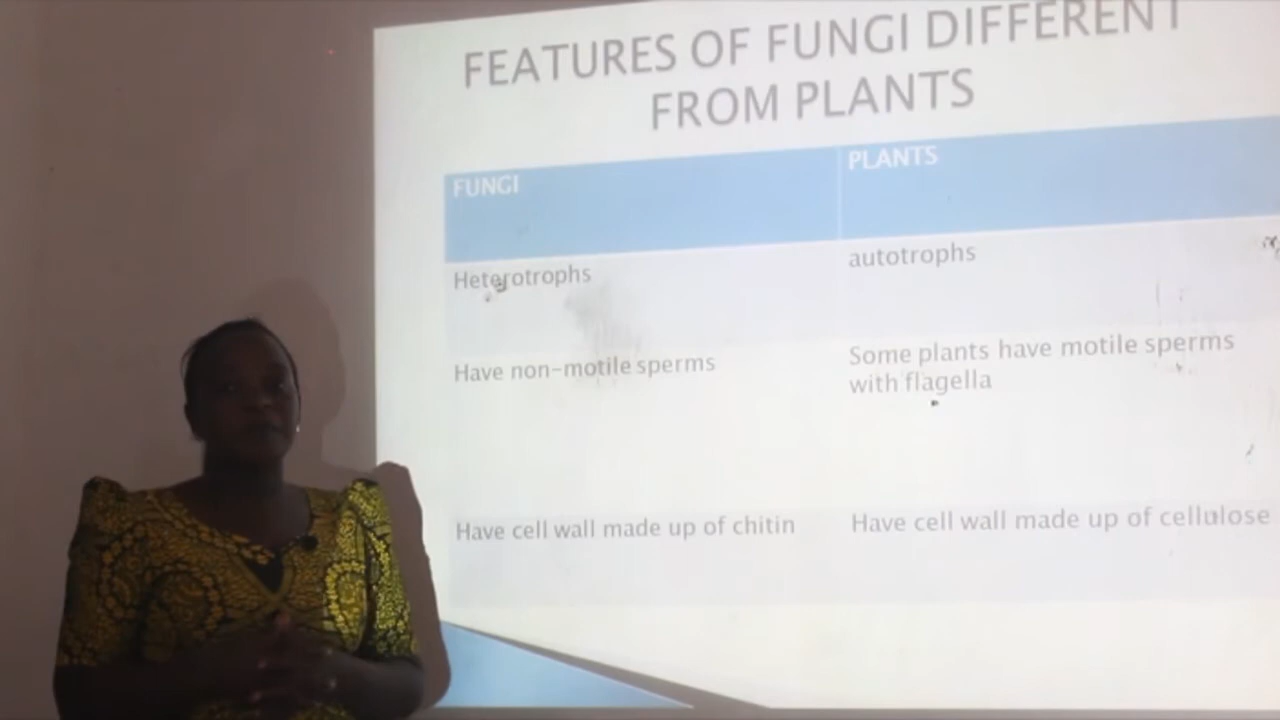 FEATURES OF FUNGI DIFFERENT
FROM PLANTS
FUNGI
PLANTS
Heterotrophs
autotrophs
Have non-motile sperms
Some plants have motile sperms
with flagella
Have cell wall made up of chitin
Have cell wall made up of cellulose